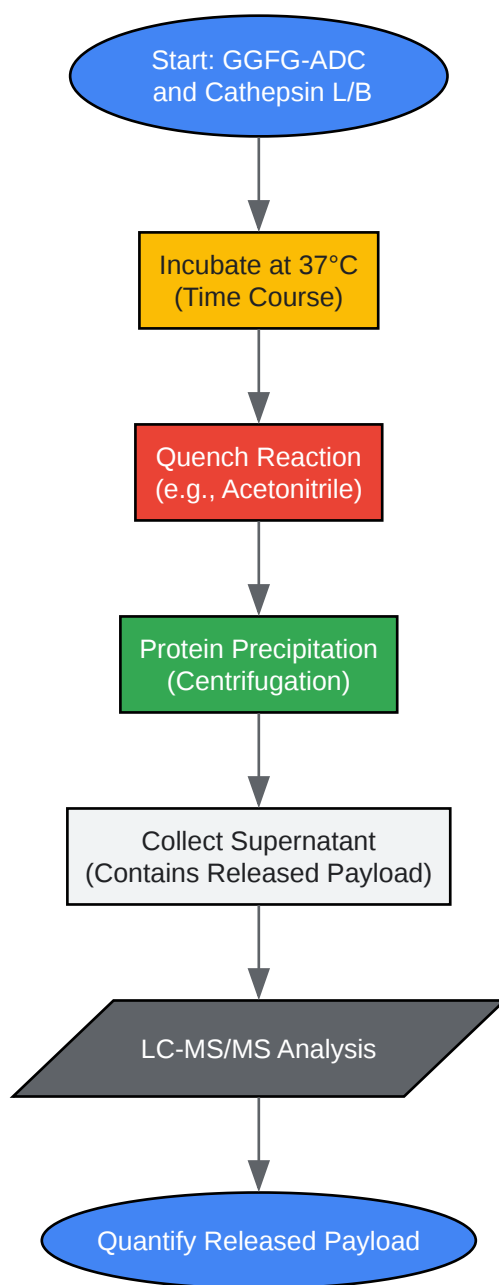 Start: GGFG-ADC
and Cathepsin L/B
Incubate at 37°C
(Time Course)
Quench Reaction
(e.g., Acetonitrile)
Protein Precipitation
(Centrifugation)
Collect Supernatant
(Contains Released Payload)
LC-MS/MS Analysis
Quantify Released Payload